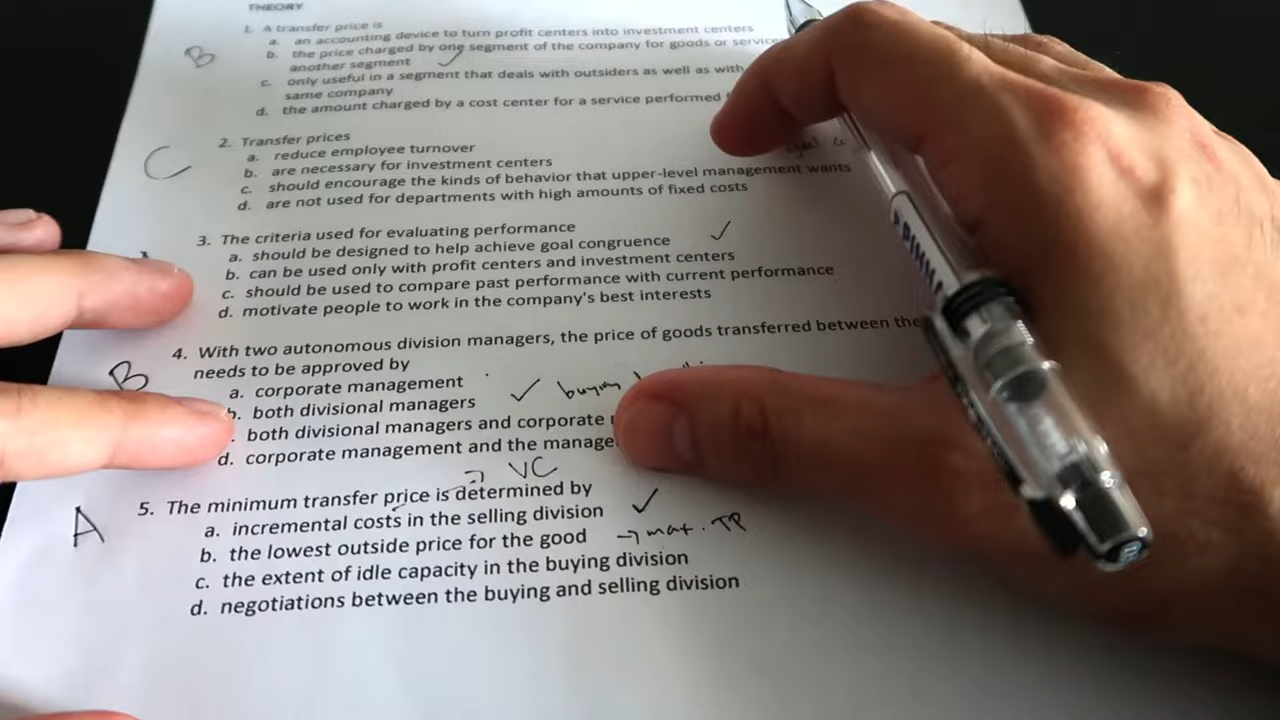 THEORY
1. A transfer price is
a. an accounting device to turn profit centers into investment centers
B b. the price charged by one segment of the company for goods or
another segment ✓
c. only useful in a segment that deals with outsiders as well as with
same company
d. the amount charged by a cost center for a service performed
2. Transfer prices
C a. reduce employee turnover
b. are necessary for investment centers
c. should encourage the kinds of behavior that upper-level management wants
d. are not used for departments with high amounts of fixed costs
3. The criteria used for evaluating performance
a. should be designed to help achieve goal congruence ✓
b. can be used only with profit centers and investment centers
c. should be used to compare past performance with current performance
d. motivate people to work in the company's best interests
4. With two autonomous division managers, the price of goods transferred between the
B needs to be approved by
a. corporate management
b. both divisional managers ✓ buying
both divisional managers and corporate
d. corporate management and the
VC
5. The minimum transfer price is determined by
A a. incremental costs in the selling division ✓
b. the lowest outside price for the good → max. TP
c. the extent of idle capacity in the buying division
d. negotiations between the buying and selling division